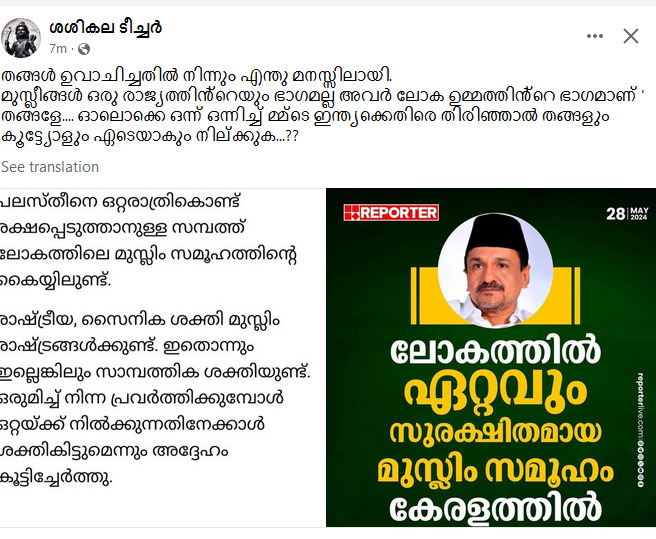 ശശികല ടീച്ചർ
7m ·
തങ്ങൾ ഉവാചിച്ചതിൽ നിന്നും എന്തു മനസ്സിലായി.
മുസ്ലീങ്ങൾ ഒരു രാജ്യത്തിൻ്റെയും ഭാഗമല്ല അവർ ലോക ഉമ്മത്തിൻ്റെ ഭാഗമാണ് '
തങ്ങളേ.... ഓലൊക്കെ ഒന്ന് ഒന്നിച്ച് മ്മ്ടെ ഇന്ത്യക്കെതിരെ തിരിഞ്ഞാൽ തങ്ങളും
കൂട്ട്യോളും ഏടെയാകും നില്ക്കുക...??
See translation
പലസ്തീനെ ഒറ്റരാത്രികൊണ്ട്
രക്ഷപ്പെടുത്താനുള്ള സമ്പത്ത്
ലോകത്തിലെ മുസ്ലിം സമൂഹത്തിന്റെ
കൈയ്യിലുണ്ട്.
രാഷ്ട്രീയ, സൈനിക ശക്തി മുസ്ലിം
രാഷ്ട്രങ്ങൾക്കുണ്ട്. ഇതൊന്നും
ഇല്ലെങ്കിലും സാമ്പത്തിക ശക്തിയുണ്ട്.
ഒരുമിച്ച് നിന്ന പ്രവർത്തിക്കുമ്പോൾ
ഒറ്റയ്ക്ക് നിൽക്കുന്നതിനേക്കാൾ
ശക്തികിട്ടുമെന്നും അദ്ദേഹം
കൂട്ടിച്ചേർത്തു.
REPORTER
28 MAY 2024
ലോകത്തിൽ
ഏറ്റവും
സുരക്ഷിതമായ
മുസ്ലിം സമൂഹം
കേരളത്തിൽ
reporterlive.com